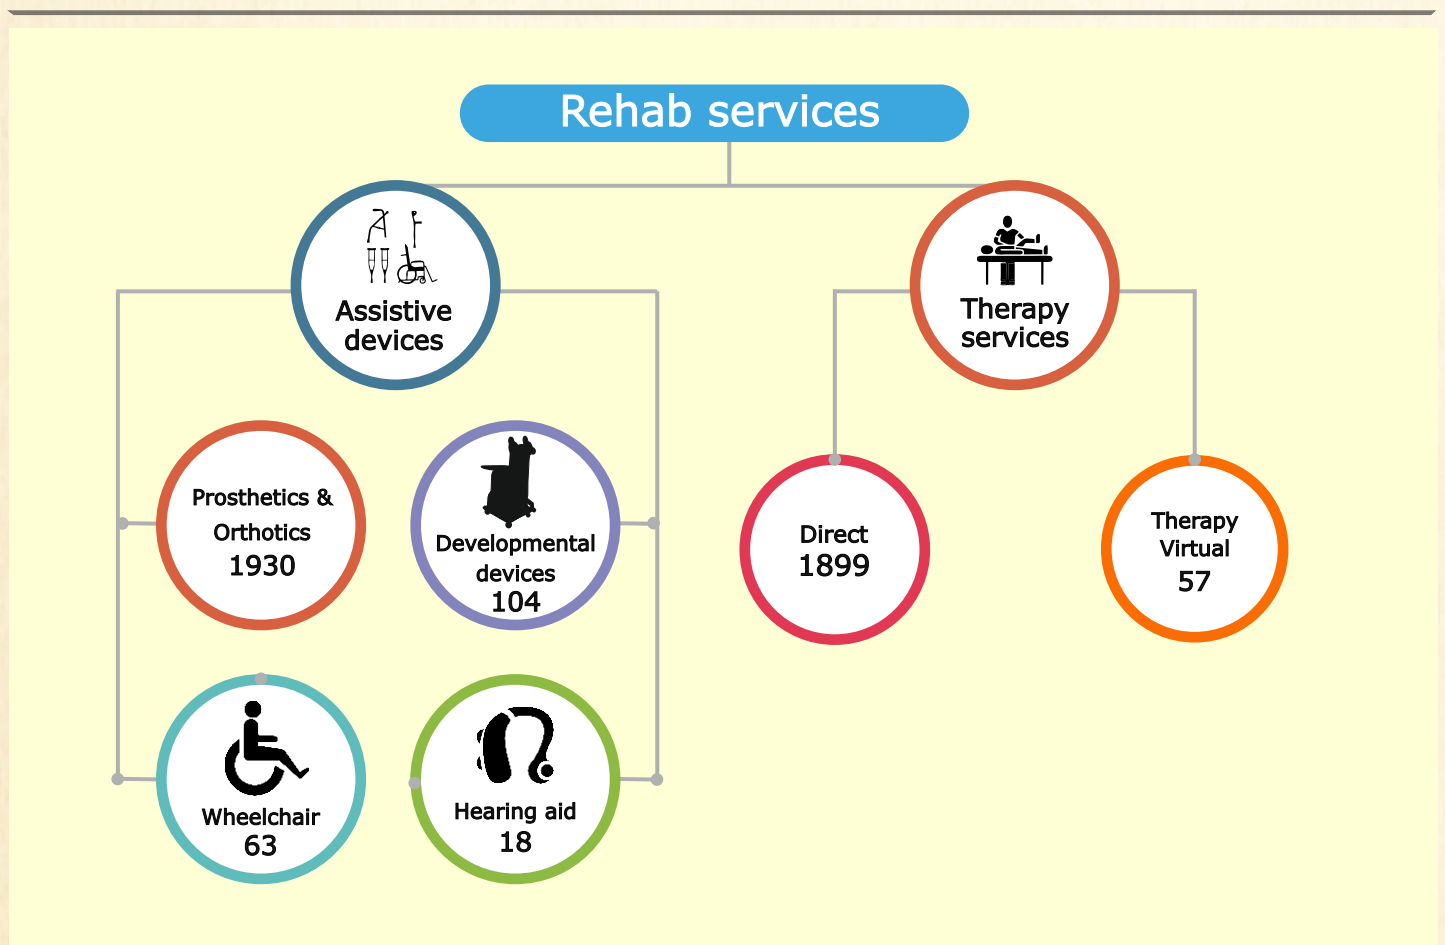 Rehab services
Assistive
devices
Therapy
services
Prosthetics &
Orthotics
1930
Developmental
devices
104
Direct
1899
Therapy
Virtual
57
Wheelchair
63
Hearing aid
18